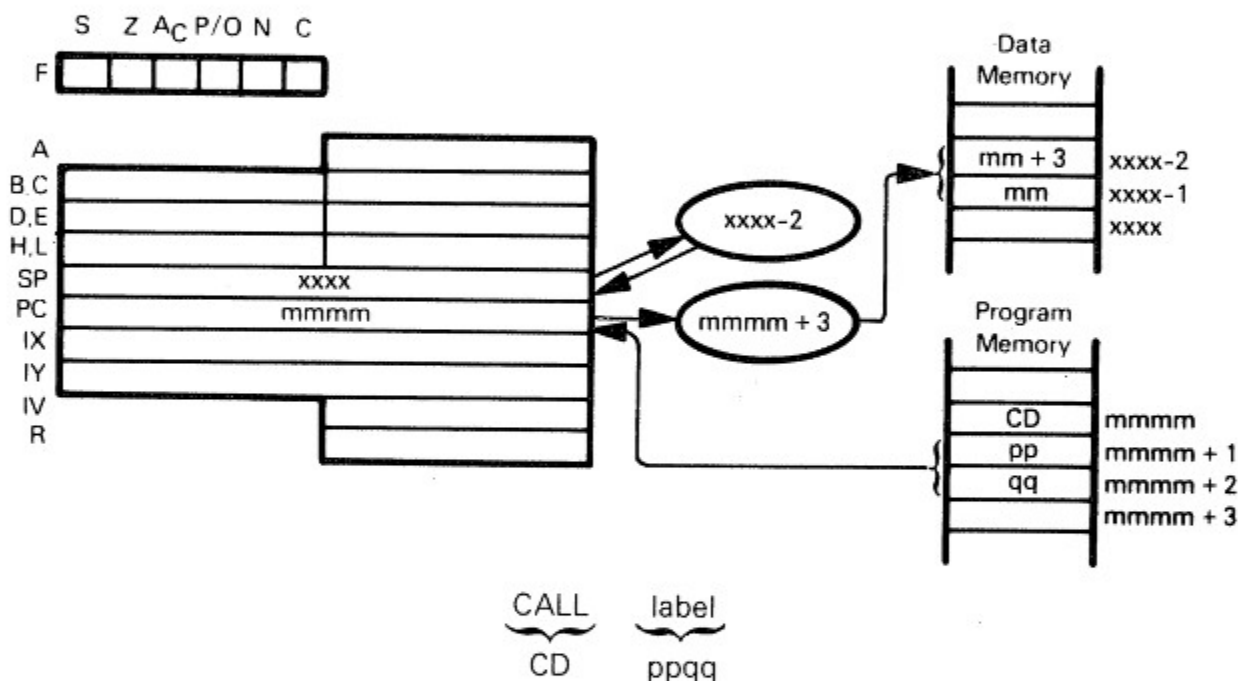 S Z AC P/O N C
F
A
B,C
D,E
H,L
SP xxxx
PC mmmm
IX
IY
IV
R
xxxx-2
mmmm + 3
Data
Memory
mm + 3 xxxx-2
mm xxxx-1
xxxx
Program
Memory
CD mmmm
pp mmmm + 1
qq mmmm + 2
mmmm + 3
CALL label
CD ppqq